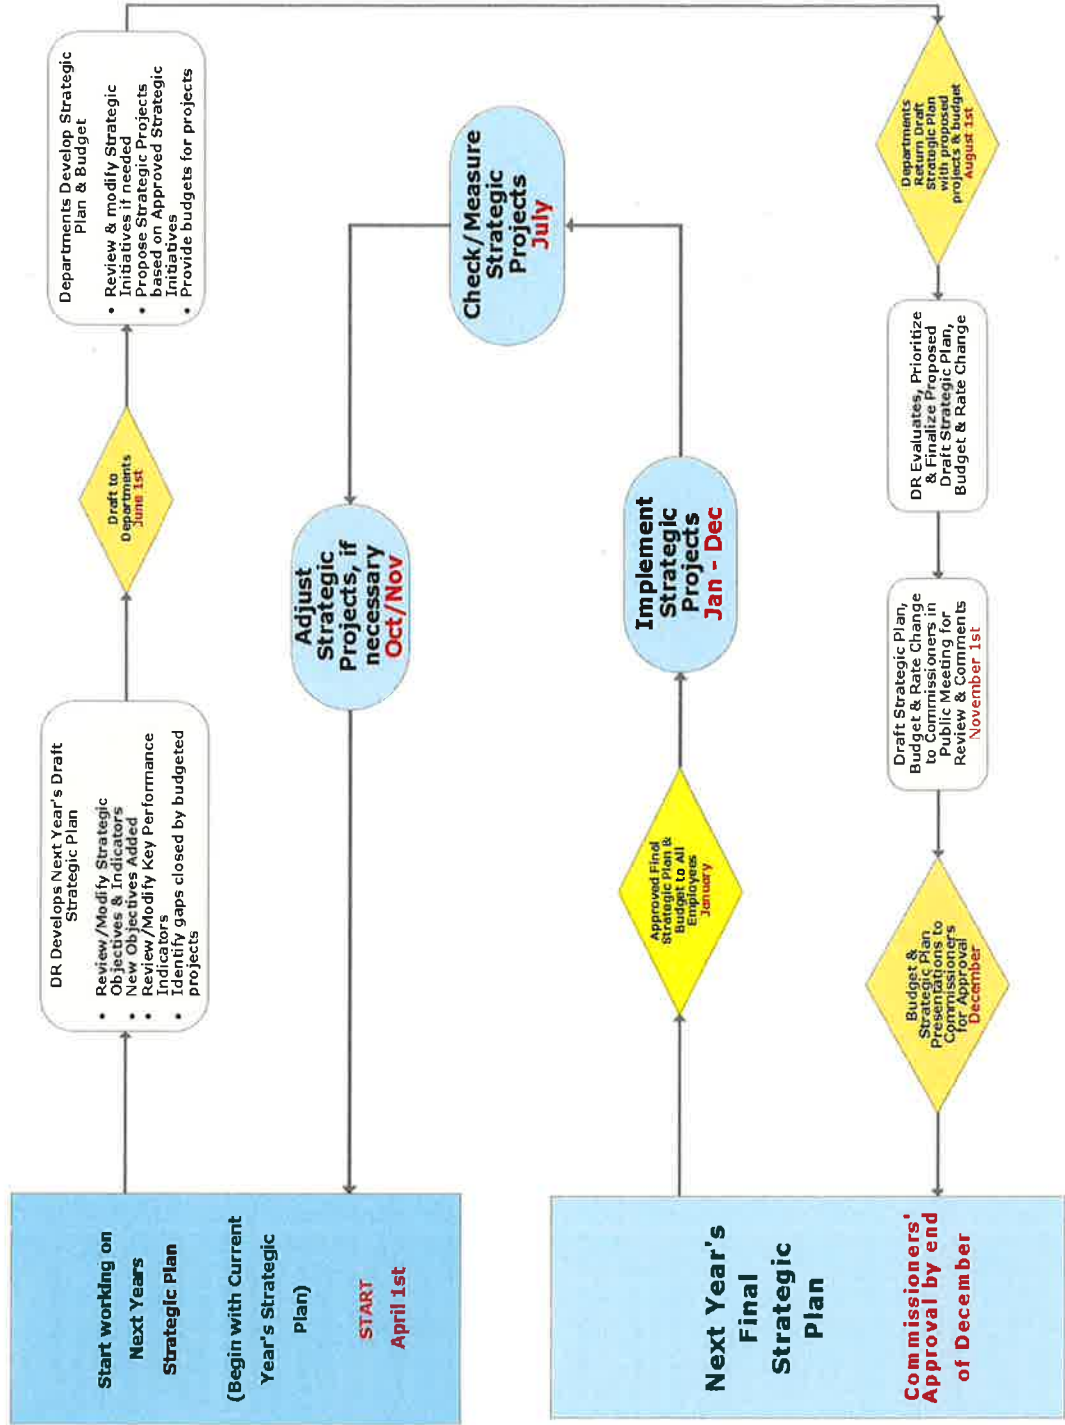 Start working on
Next Years
Strategic Plan
(Begin with Current
Year's Strategic
Plan)
START
April 1st
DR Develops Next Year's Draft
Strategic Plan
• Review/Modify Strategic
Objectives & Indicators
• New Objectives Added
• Review/Modify Key Performance
Indicators
• Identify gaps closed by budgeted
projects
Draft to
Departments
June 1st
Departments Develop Strategic
Plan & Budget
• Review & modify Strategic
Initiatives if needed
• Propose Strategic Projects
based on Approved Strategic
Initiatives
• Provide budgets for projects
Departments
Return Draft
Strategic Plan
with proposed
projects & budget
August 1st
DR Evaluates, Prioritize
& Finalize Proposed
Draft Strategic Plan,
Budget & Rate Change
Draft Strategic Plan,
Budget & Rate Change
to Commissioners in
Public Meeting for
Review & Comments
November 1st
Budget &
Strategic Plan
Presentations to
Commissioners
for Approval
December
Next Year's
Final
Strategic
Plan
Commissioners'
Approval by end
of December
Approved Final
Strategic Plan &
Budget to All
Employees
January
Implement
Strategic
Projects
Jan - Dec
Check/Measure
Strategic
Projects
July
Adjust
Strategic
Projects, if
necessary
Oct/Nov